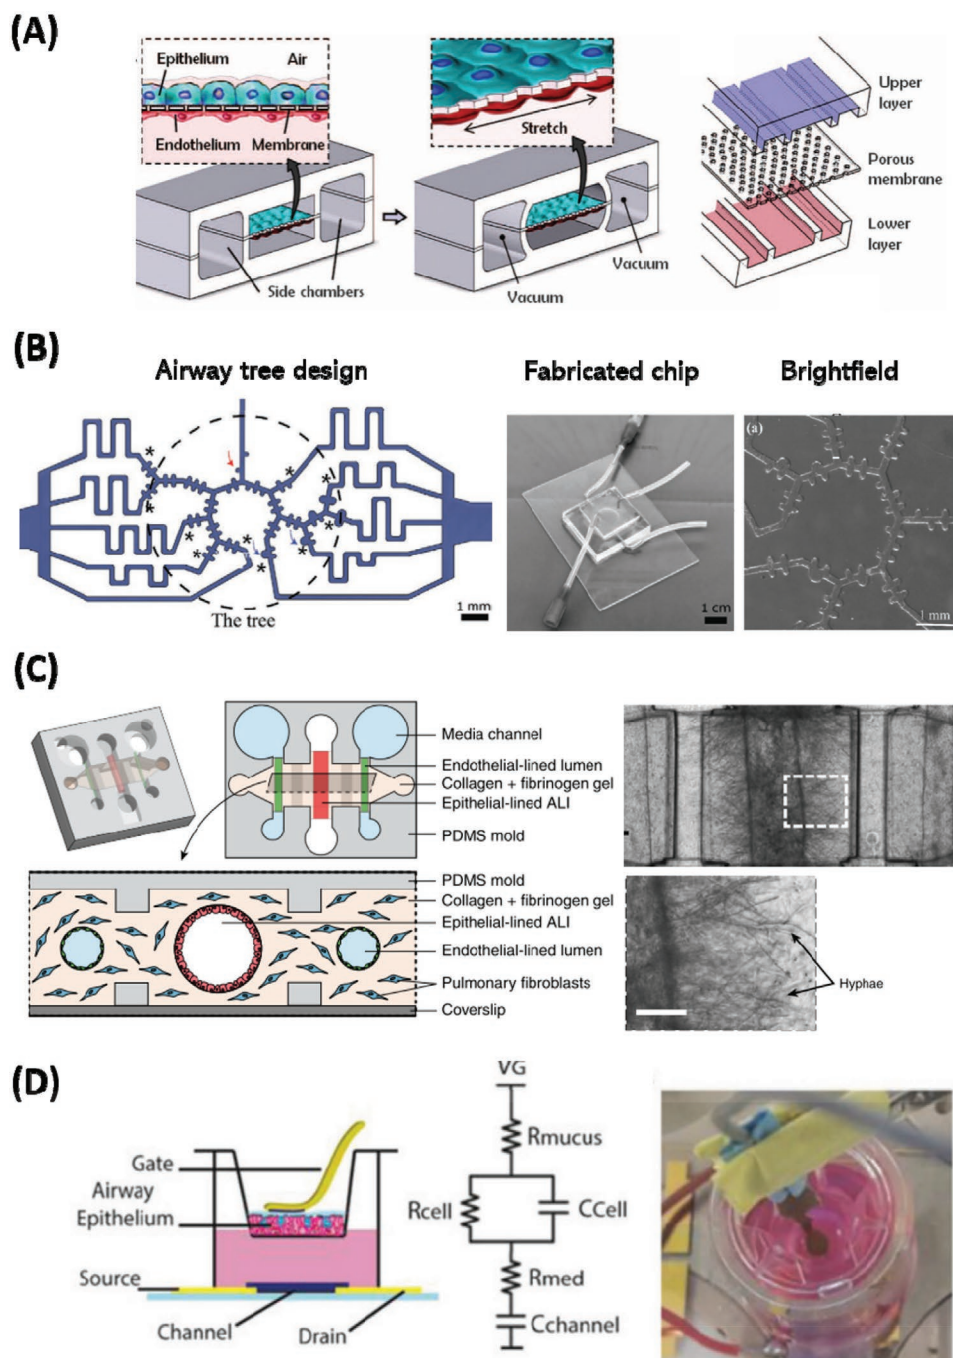 (A)
Epithelium
Air
Endothelium
Membrane
Side chambers
Stretch
Vacuum
Vacuum
Upper
layer
Porous
membrane
Lower
layer
(B)
Airway tree design
Fabricated chip
Brightfield
*
*
*
*
*
*
*
*
*
The tree
1 mm
1 cm
(a)
1 mm
(C)
Media channel
Endothelial-lined lumen
Collagen + fibrinogen gel
Epithelial-lined ALI
PDMS mold
PDMS mold
Collagen + fibrinogen gel
Epithelial-lined ALI
Endothelial-lined lumen
Pulmonary fibroblasts
Coverslip
Hyphae
(D)
Gate
Airway
Epithelium
Source
Channel
Drain
VG
Rmucus
Rcell
CCell
Rmed
Cchannel